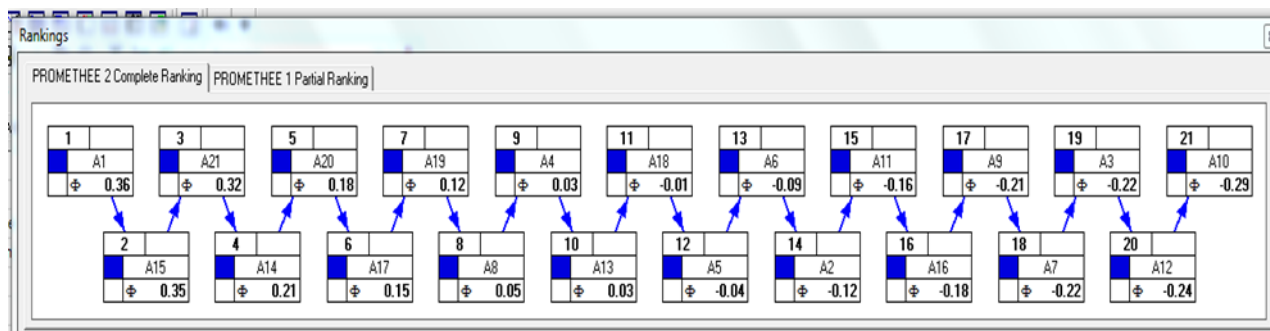 Rankings
PROMETHEE 2 Complete Ranking PROMETHEE 1 Partial Ranking
1 3 5 7 9 11 13 15 17 19 21
A1 A21 A20 A19 A4 A18 A6 A11 A9 A3 A10
Φ 0.36 Φ 0.32 Φ 0.18 Φ 0.12 Φ 0.03 Φ -0.01 Φ -0.09 Φ -0.16 Φ -0.21 Φ -0.22 Φ -0.29
2 4 6 8 10 12 14 16 18 20
A15 A14 A17 A8 A13 A5 A2 A16 A7 A12
Φ 0.35 Φ 0.21 Φ 0.15 Φ 0.05 Φ 0.03 Φ -0.04 Φ -0.12 Φ -0.18 Φ -0.22 Φ -0.24